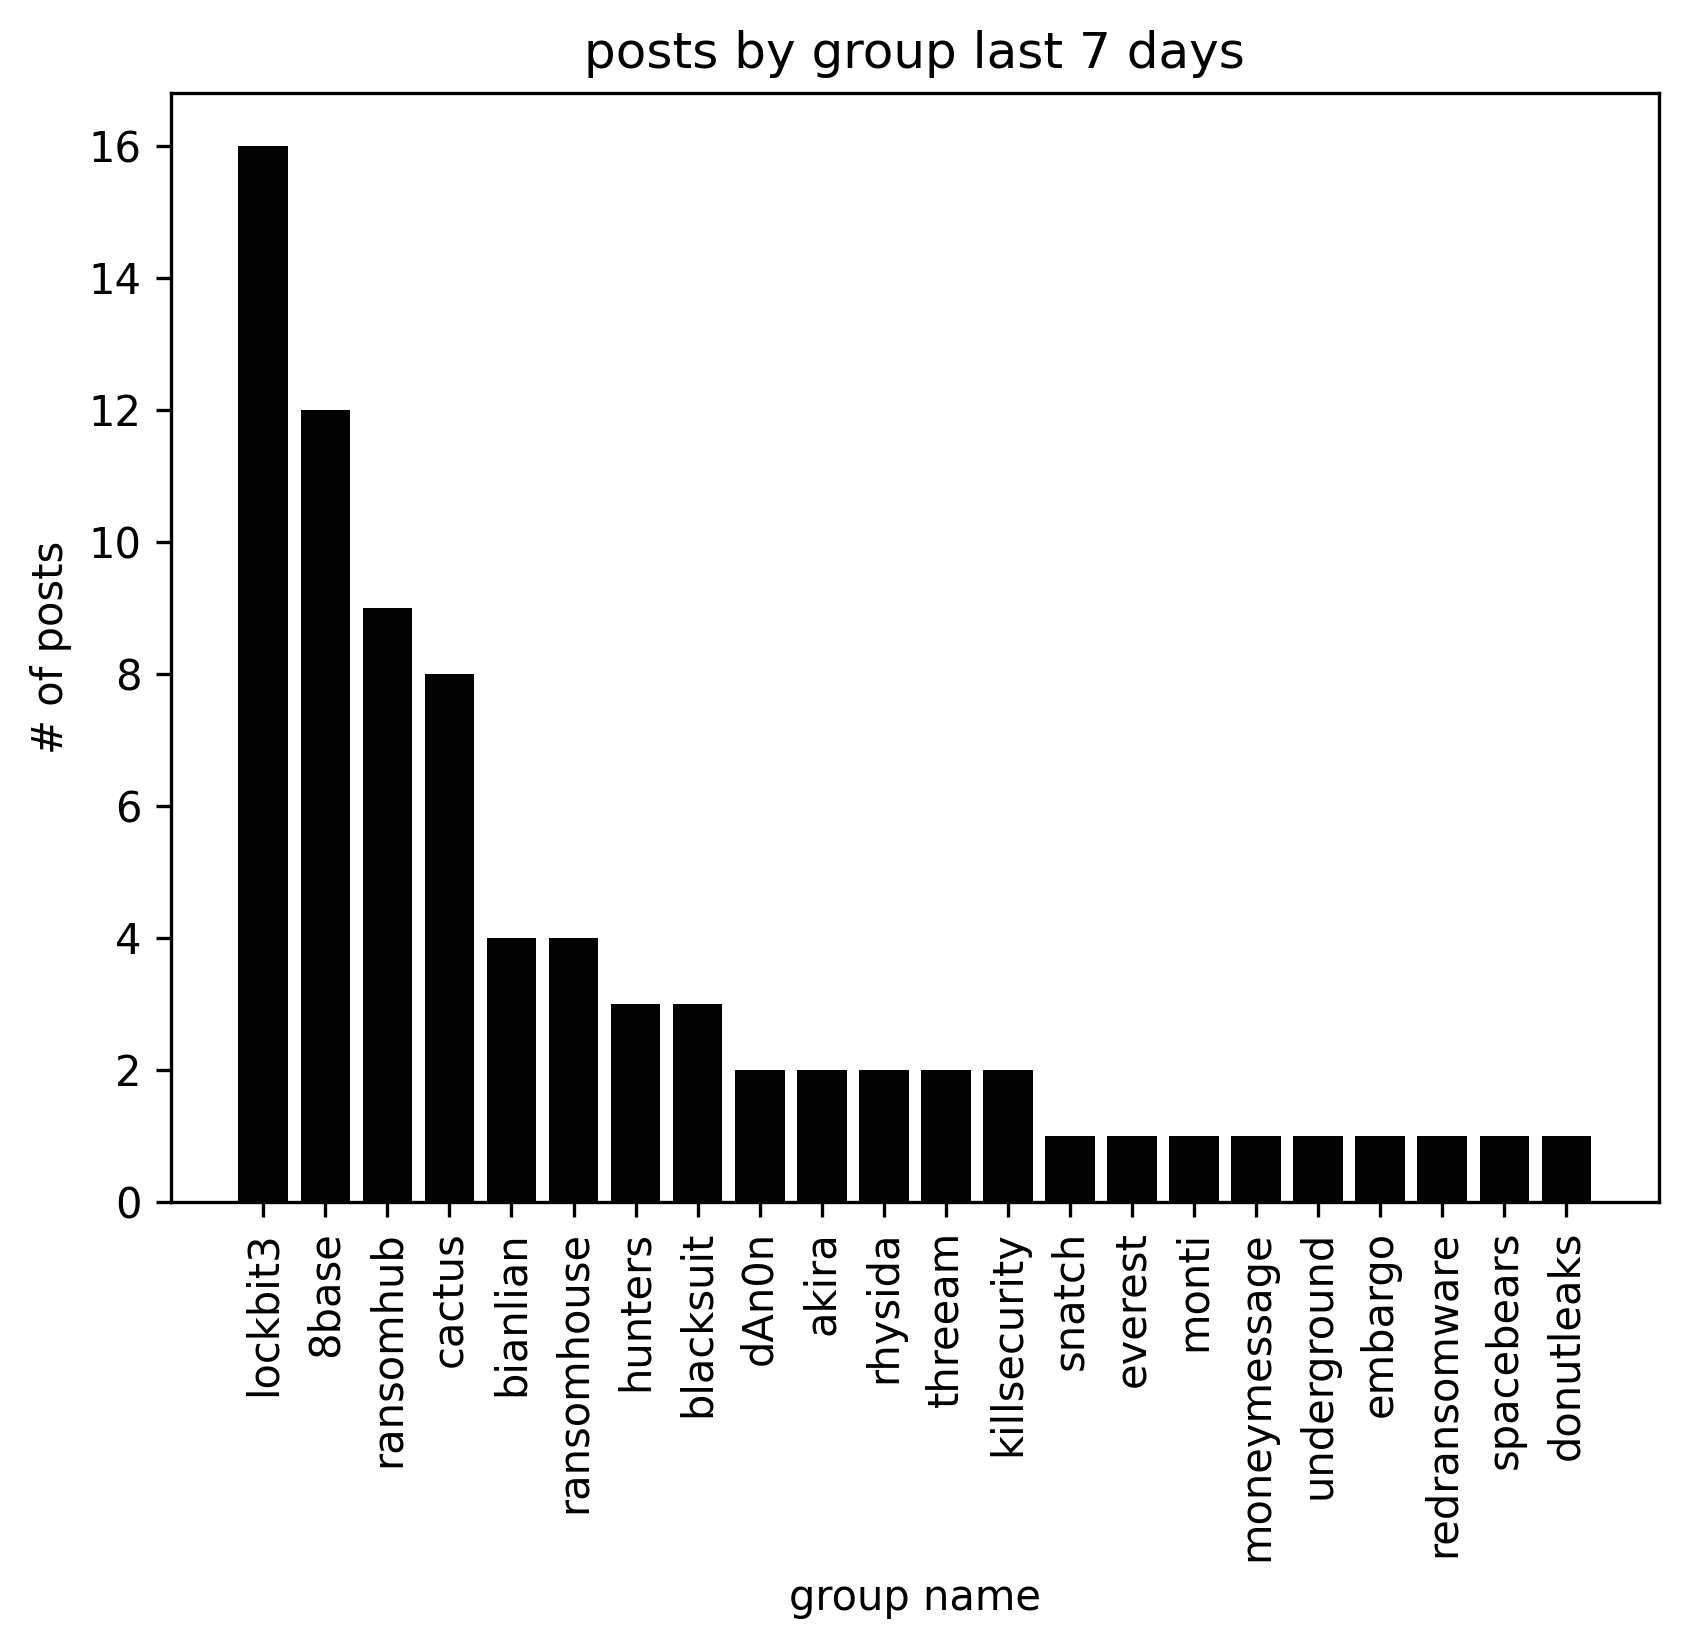 posts by group last 7 days
# of posts
16
14
12
10
8
6
4
2
0
lockbit3
8base
ransomhub
cactus
bianlian
ransomhouse
hunters
blacksuit
dAn0n
akira
rhysida
threeam
killsecurity
snatch
everest
monti
moneymessage
underground
embargo
redransomware
spacebears
donutleaks
group name